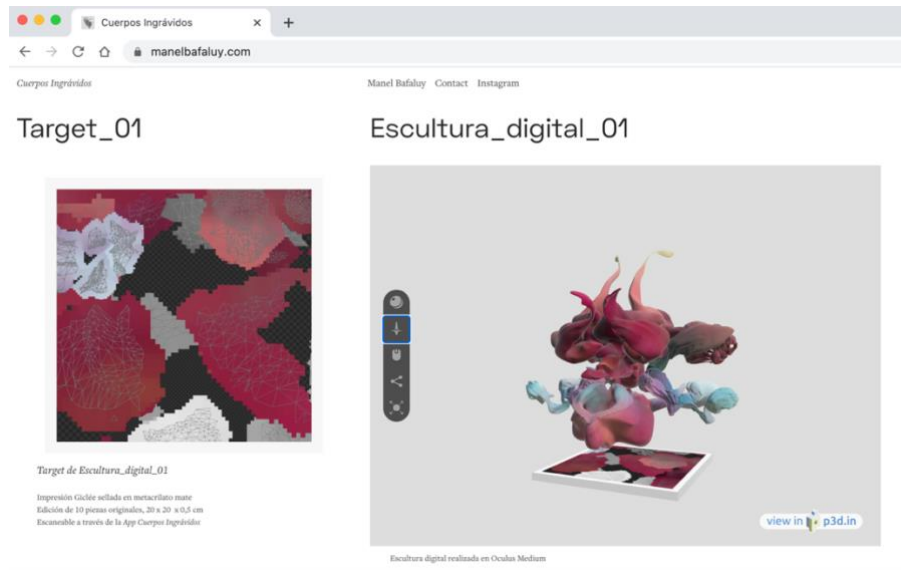 Cuerpos Ingrávidos
manelbafaluy.com
Cuerpos Ingrávidos
Manel Bafaluy Contact Instagram
Target_01
Escultura_digital_01
Target de Escultura_digital_01
Impresión Giclée sellada en metacrilato mate
Edición de 10 piezas originales, 20 x 20 x 0,5 cm
Escaneable a través de la App Cuerpos Ingrávidos
view in p3d.in
Escultura digital realizada en Oculus Medium